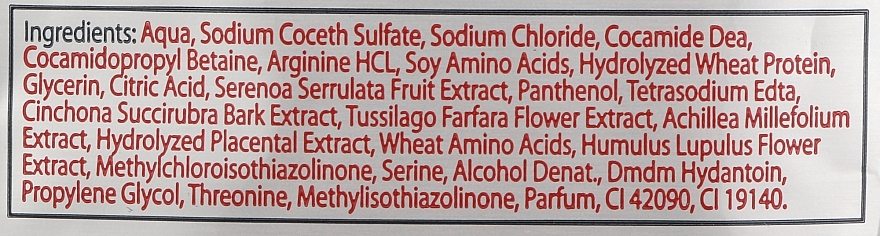 Ingredients: Aqua, Sodium Coceth Sulfate, Sodium Chloride, Cocamide Dea,
Cocamidopropyl Betaine, Arginine HCL, Soy Amino Acids, Hydrolyzed Wheat Protein,
Glycerin, Citric Acid, Serenoa Serrulata Fruit Extract, Panthenol, Tetrasodium Edta,
Cinchona Succirubra Bark Extract, Tussilago Farfara Flower Extract, Achillea Millefolium
Extract, Hydrolyzed Placental Extract, Wheat Amino Acids, Humulus Lupulus Flower
Extract, Methylchloroisothiazolinone, Serine, Alcohol Denat., Dmdm Hydantoin,
Propylene Glycol, Threonine, Methylisothiazolinone, Parfum, CI 42090, CI 19140.